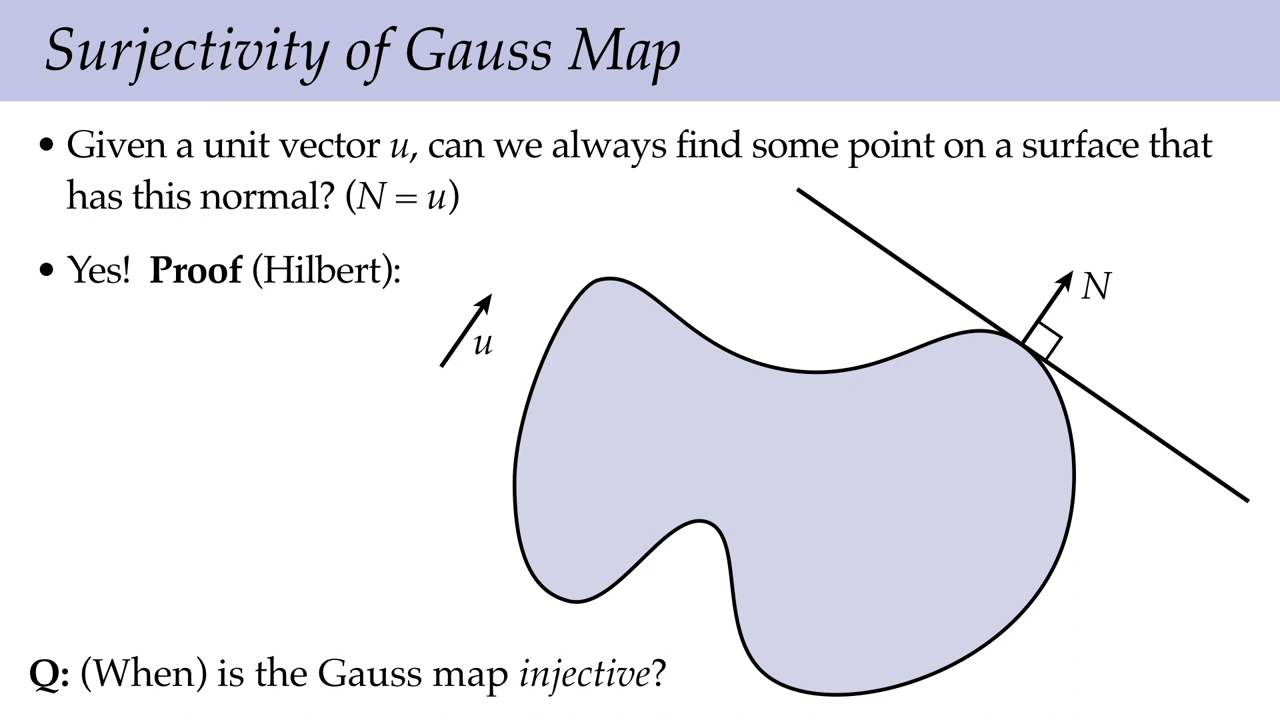 Surjectivity of Gauss Map
• Given a unit vector u, can we always find some point on a surface that
has this normal? (N = u)
• Yes! Proof (Hilbert):
N
u
Q: (When) is the Gauss map injective?